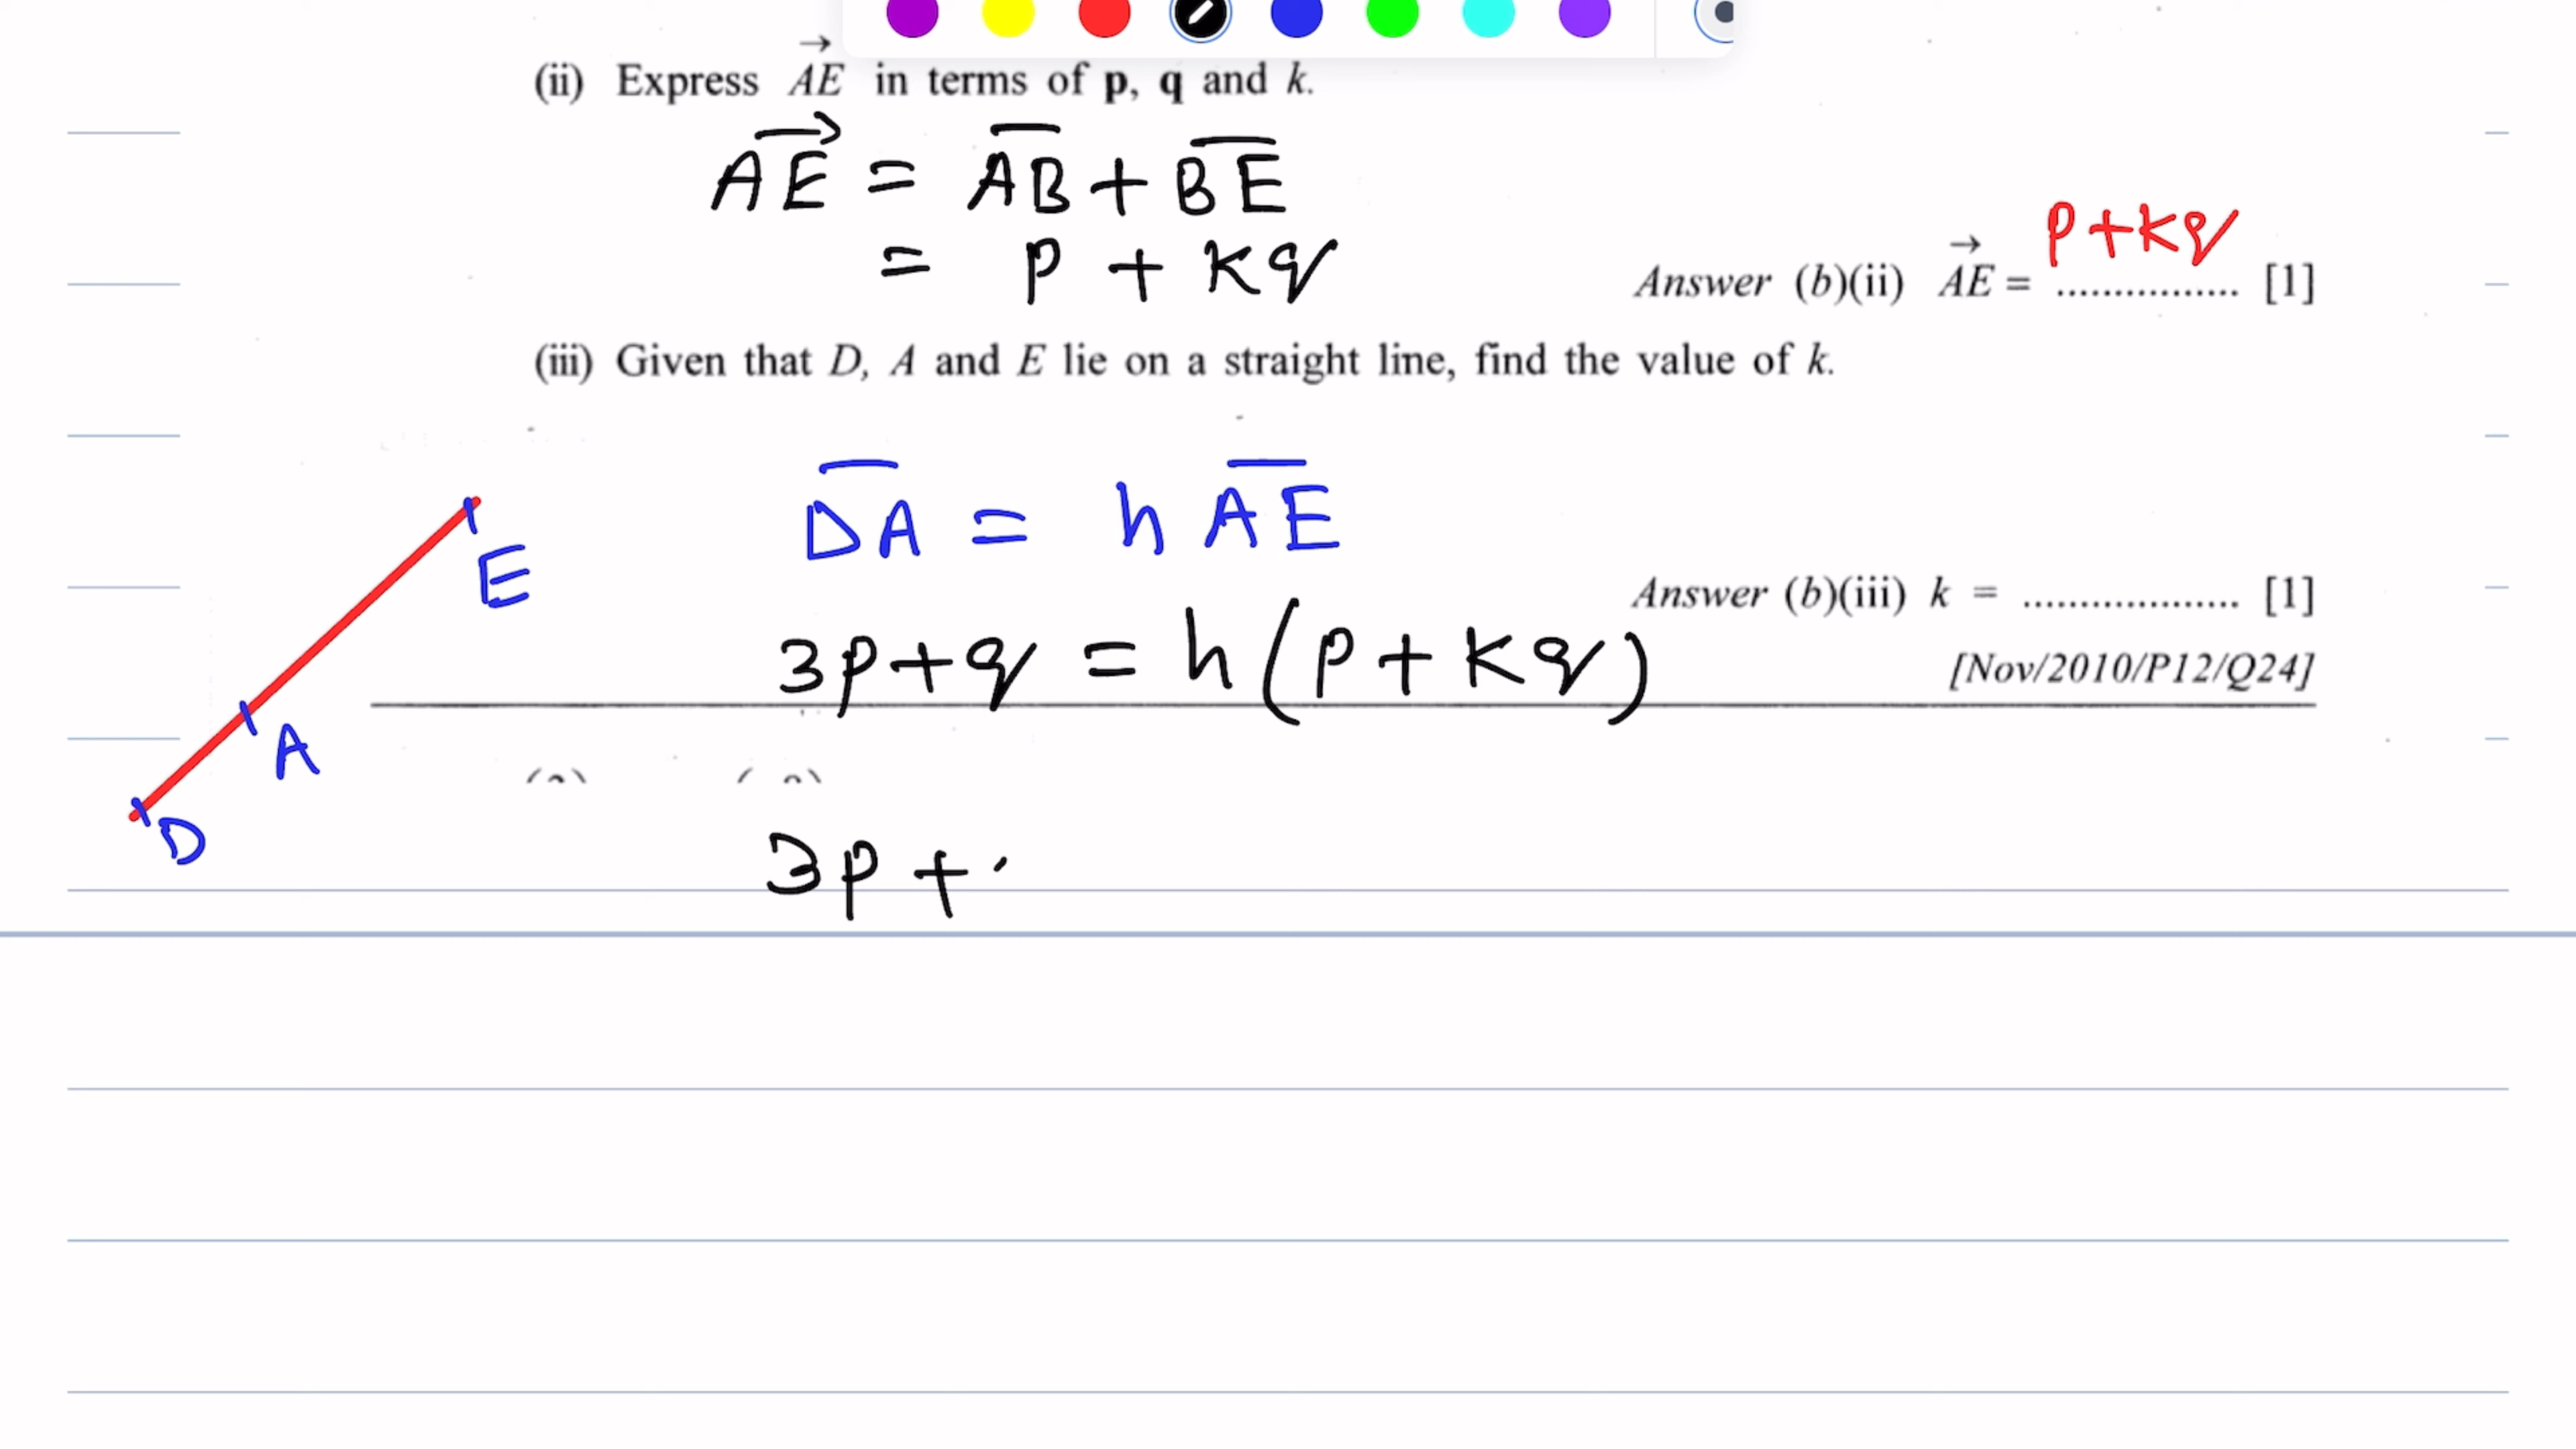 (ii) Express AE in terms of p, q and k.
AE = AB + BE
= p + kq
p+kq
Answer (b)(ii) AE = ................ [1]
(iii) Given that D, A and E lie on a straight line, find the value of k.
DA = h AE
E
Answer (b)(iii) k = ................... [1]
3p+q = h(p+kq)
[Nov/2010/P12/Q24]
A
D
3p +